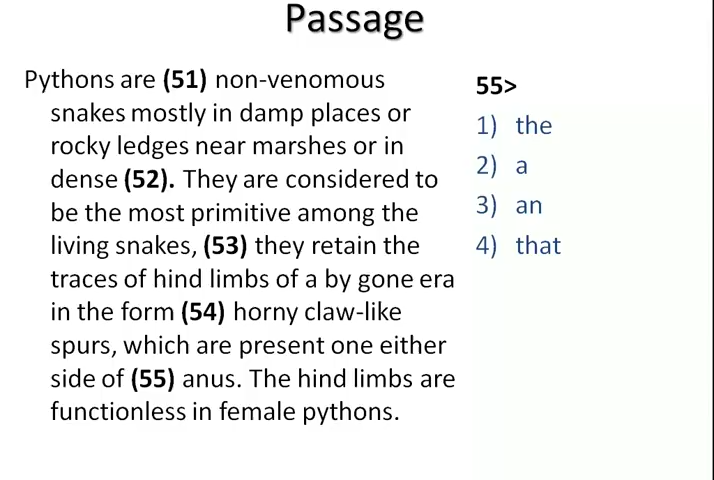 Passage
Pythons are (51) non-venomous
snakes mostly in damp places or
rocky ledges near marshes or in
dense (52). They are considered to
be the most primitive among the
living snakes, (53) they retain the
traces of hind limbs of a by gone era
in the form (54) horny claw-like
spurs, which are present one either
side of (55) anus. The hind limbs are
functionless in female pythons.
55>
1) the
2) a
3) an
4) that